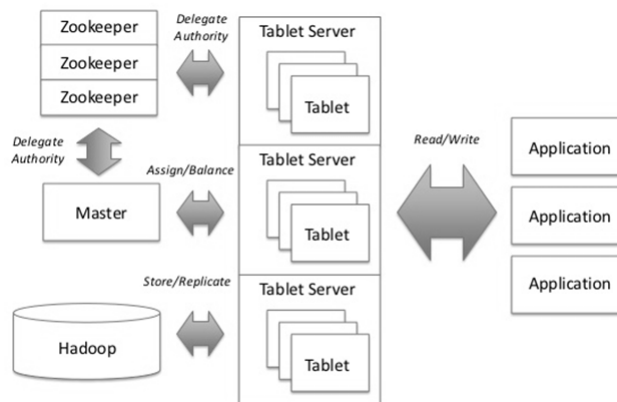 Zookeeper
Zookeeper
Zookeeper
Delegate
Authority
Delegate
Authority
Master
Assign/Balance
Store/Replicate
Hadoop
Tablet Server
Tablet
Tablet Server
Tablet
Tablet Server
Tablet
Read/Write
Application
Application
Application